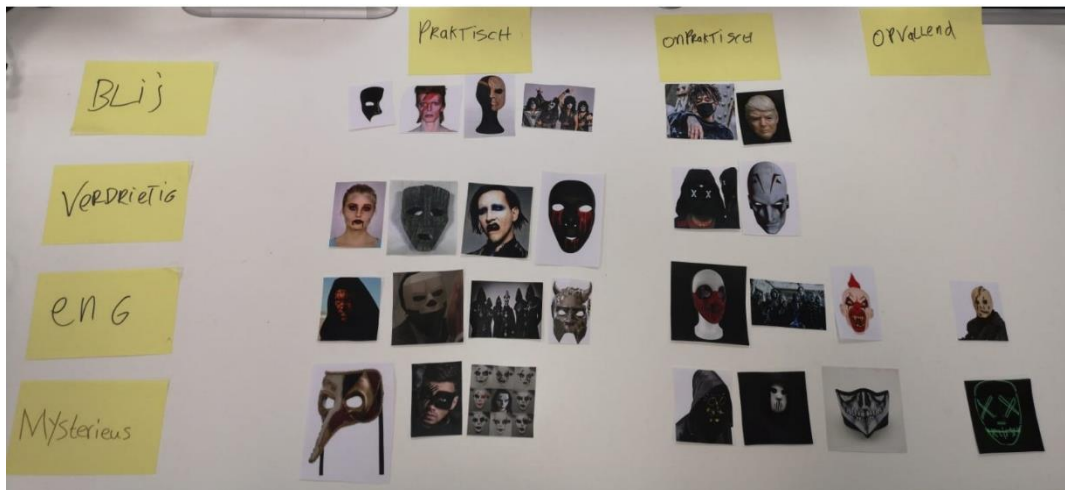 PRAKTISCH
ONPRAKTISCH
OPVallend
BLij
VERDRIETIG
enG
MYsterieus